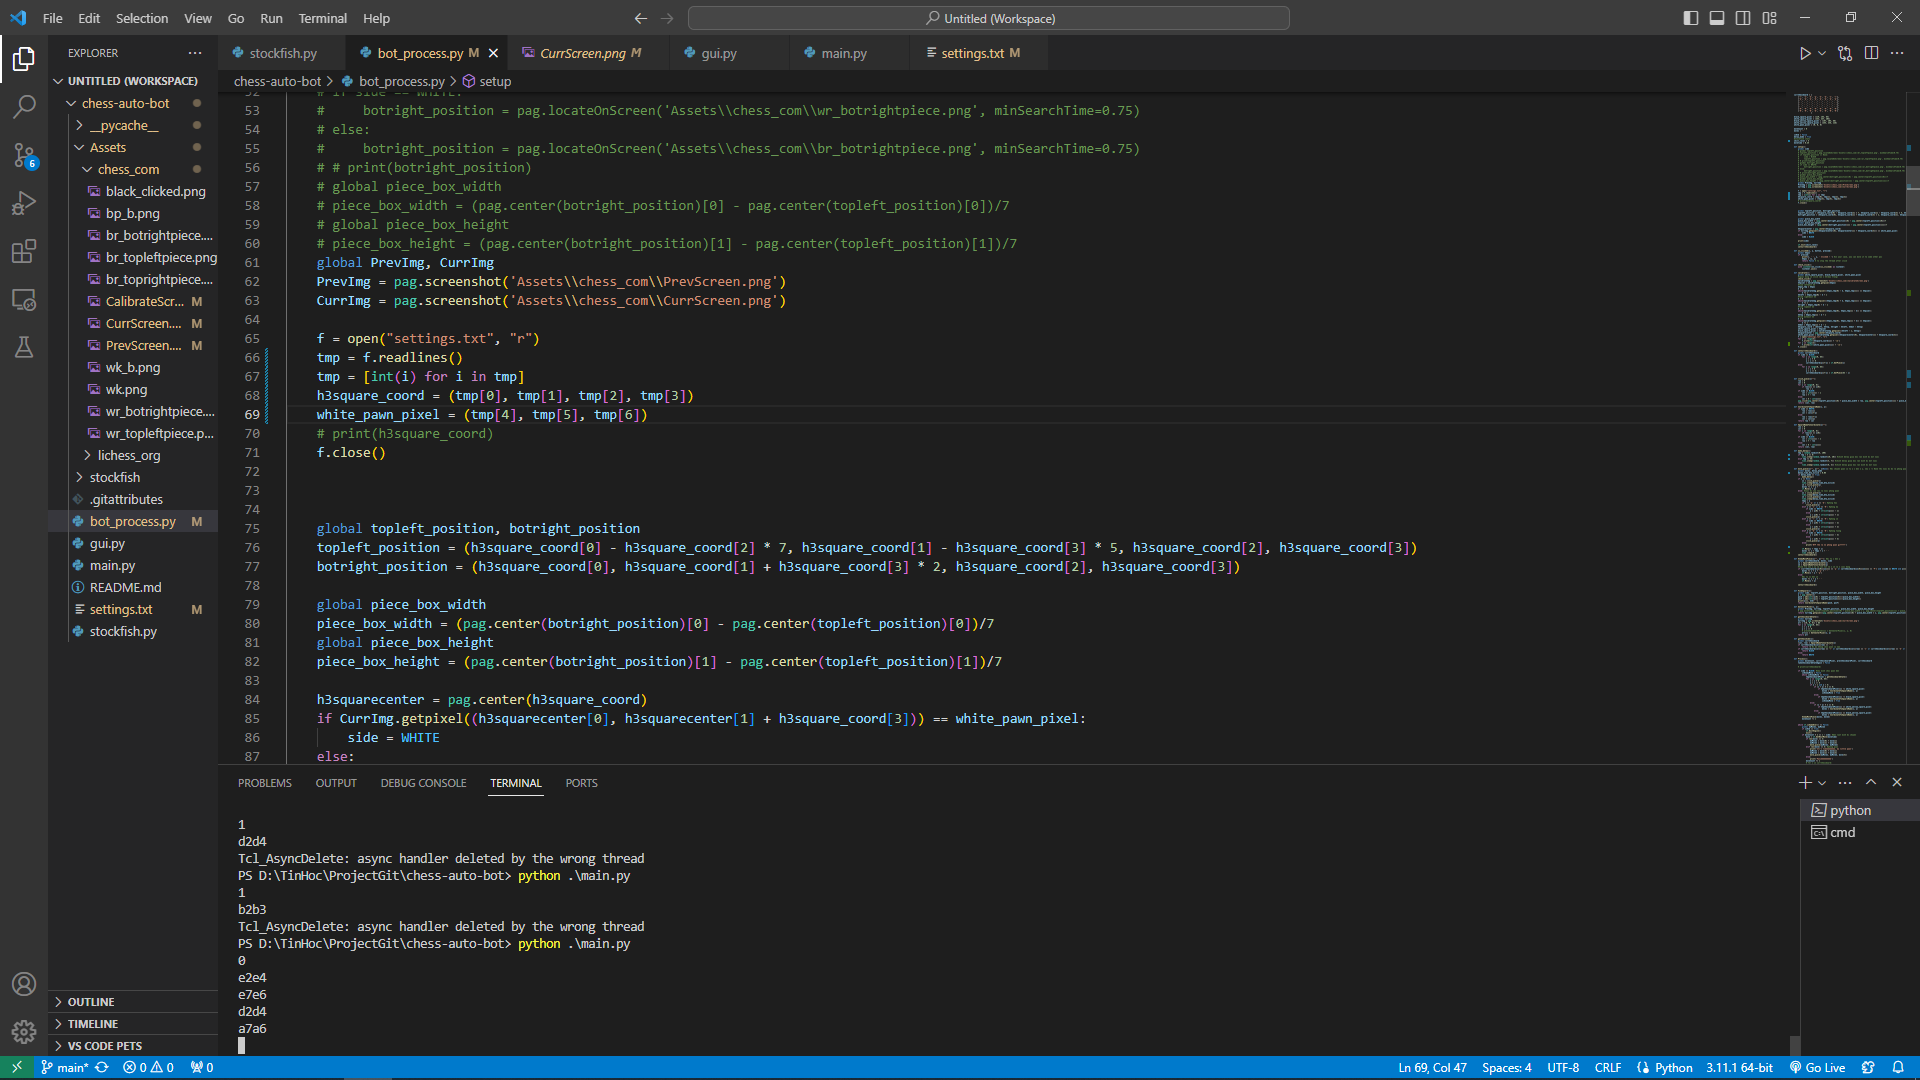 File Edit Selection View Go Run Terminal Help
Untitled (Workspace)
EXPLORER
UNTITLED (WORKSPACE)
chess-auto-bot
__pycache__
Assets
chess_com
black_clicked.png
bp_b.png
br_botrightpiece....
br_topleftpiece.png
br_toprightpiece....
CalibrateScr... M
CurrScreen.... M
PrevScreen.... M
wk_b.png
wk.png
wr_botrightpiece....
wr_topleftpiece.p...
lichess_org
stockfish
.gitattributes
bot_process.py M
gui.py
main.py
README.md
settings.txt M
stockfish.py
OUTLINE
TIMELINE
VS CODE PETS
6
stockfish.py bot_process.py M CurrScreen.png M gui.py main.py settings.txt M
chess-auto-bot > bot_process.py > setup
52 # if side == WHITE:
53 #     botright_position = pag.locateOnScreen('Assets\\chess_com\\wr_botrightpiece.png', minSearchTime=0.75)
54 # else:
55 #     botright_position = pag.locateOnScreen('Assets\\chess_com\\br_botrightpiece.png', minSearchTime=0.75)
56 # # print(botright_position)
57 # global piece_box_width
58 # piece_box_width = (pag.center(botright_position)[0] - pag.center(topleft_position)[0])/7
59 # global piece_box_height
60 # piece_box_height = (pag.center(botright_position)[1] - pag.center(topleft_position)[1])/7
61 global PrevImg, CurrImg
62 PrevImg = pag.screenshot('Assets\\chess_com\\PrevScreen.png')
63 CurrImg = pag.screenshot('Assets\\chess_com\\CurrScreen.png')
64
65 f = open("settings.txt", "r")
66 tmp = f.readlines()
67 tmp = [int(i) for i in tmp]
68 h3square_coord = (tmp[0], tmp[1], tmp[2], tmp[3])
69 white_pawn_pixel = (tmp[4], tmp[5], tmp[6])
70 # print(h3square_coord)
71 f.close()
72
73
74
75 global topleft_position, botright_position
76 topleft_position = (h3square_coord[0] - h3square_coord[2] * 7, h3square_coord[1] - h3square_coord[3] * 5, h3square_coord[2], h3square_coord[3])
77 botright_position = (h3square_coord[0], h3square_coord[1] + h3square_coord[3] * 2, h3square_coord[2], h3square_coord[3])
78
79 global piece_box_width
80 piece_box_width = (pag.center(botright_position)[0] - pag.center(topleft_position)[0])/7
81 global piece_box_height
82 piece_box_height = (pag.center(botright_position)[1] - pag.center(topleft_position)[1])/7
83
84 h3squarecenter = pag.center(h3square_coord)
85 if CurrImg.getpixel((h3squarecenter[0], h3squarecenter[1] + h3square_coord[3])) == white_pawn_pixel:
86     side = WHITE
87 else:
PROBLEMS OUTPUT DEBUG CONSOLE TERMINAL PORTS
1
d2d4
Tcl_AsyncDelete: async handler deleted by the wrong thread
PS D:\TinHoc\ProjectGit\chess-auto-bot> python .\main.py
1
b2b3
Tcl_AsyncDelete: async handler deleted by the wrong thread
PS D:\TinHoc\ProjectGit\chess-auto-bot> python .\main.py
0
e2e4
e7e6
d2d4
a7a6
python
cmd
main* 0 0 0 Ln 69, Col 47 Spaces: 4 UTF-8 CRLF Python 3.11.1 64-bit Go Live